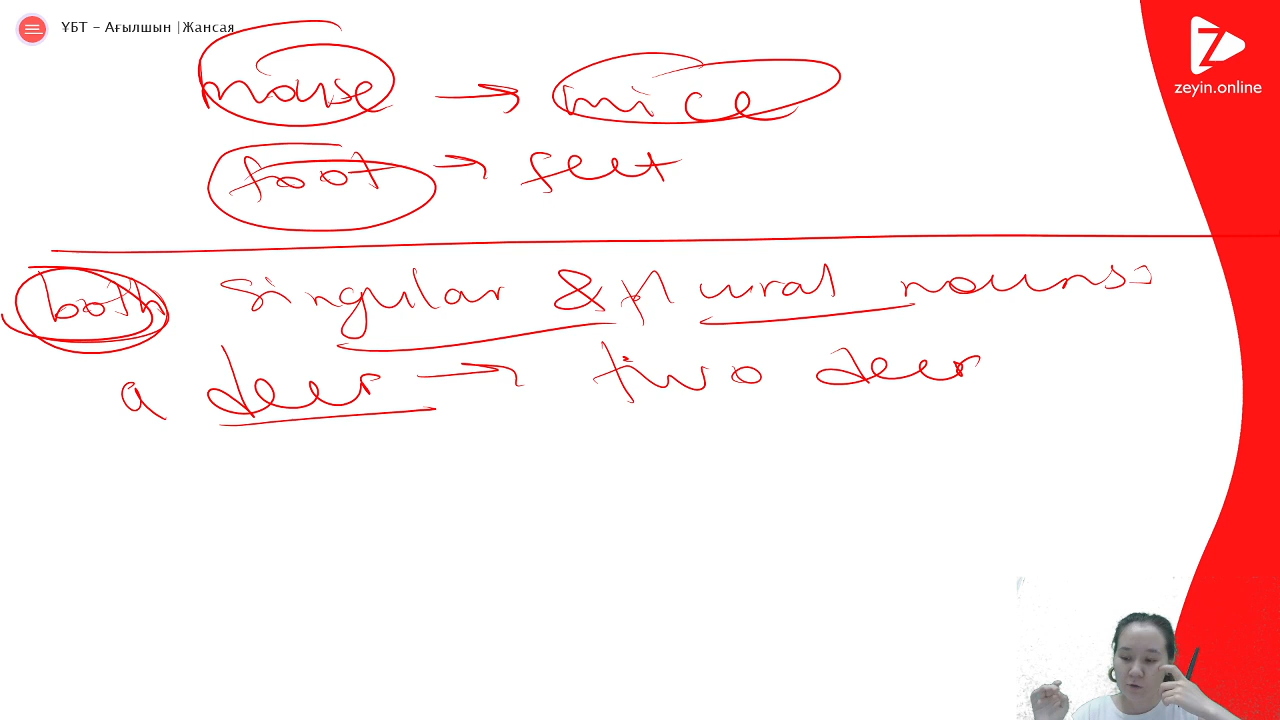 ҰБТ – Ағылшын |Жансая
zeyin.online
mouse → mice
foot → feet
both singular & plural nouns:
a deer → two deer